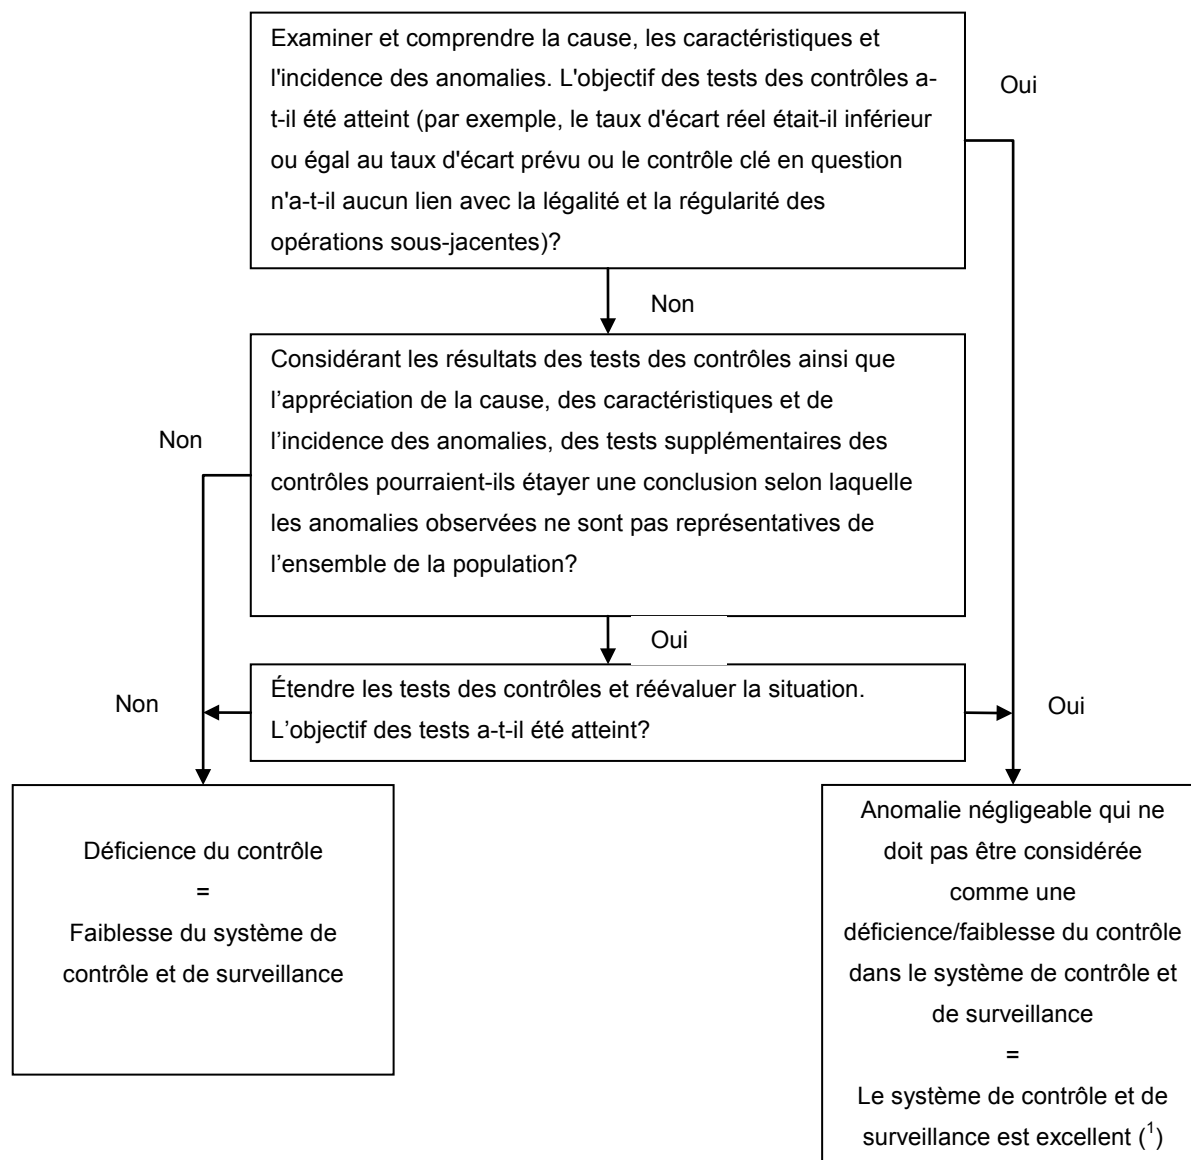 Examiner et comprendre la cause, les caractéristiques et
l'incidence des anomalies. L'objectif des tests des contrôles a-
t-il été atteint (par exemple, le taux d'écart réel était-il inférieur
ou égal au taux d'écart prévu ou le contrôle clé en question
n'a-t-il aucun lien avec la légalité et la régularité des
opérations sous-jacentes)?
Oui
Non
Considérant les résultats des tests des contrôles ainsi que
l’appréciation de la cause, des caractéristiques et de
l’incidence des anomalies, des tests supplémentaires des
contrôles pourraient-ils étayer une conclusion selon laquelle
les anomalies observées ne sont pas représentatives de
l’ensemble de la population?
Non
Oui
Étendre les tests des contrôles et réévaluer la situation.
L’objectif des tests a-t-il été atteint?
Non
Oui
Déficience du contrôle
=
Faiblesse du système de
contrôle et de surveillance
Anomalie négligeable qui ne
doit pas être considérée
comme une
déficience/faiblesse du contrôle
dans le système de contrôle et
de surveillance
=
Le système de contrôle et de
surveillance est excellent (1)